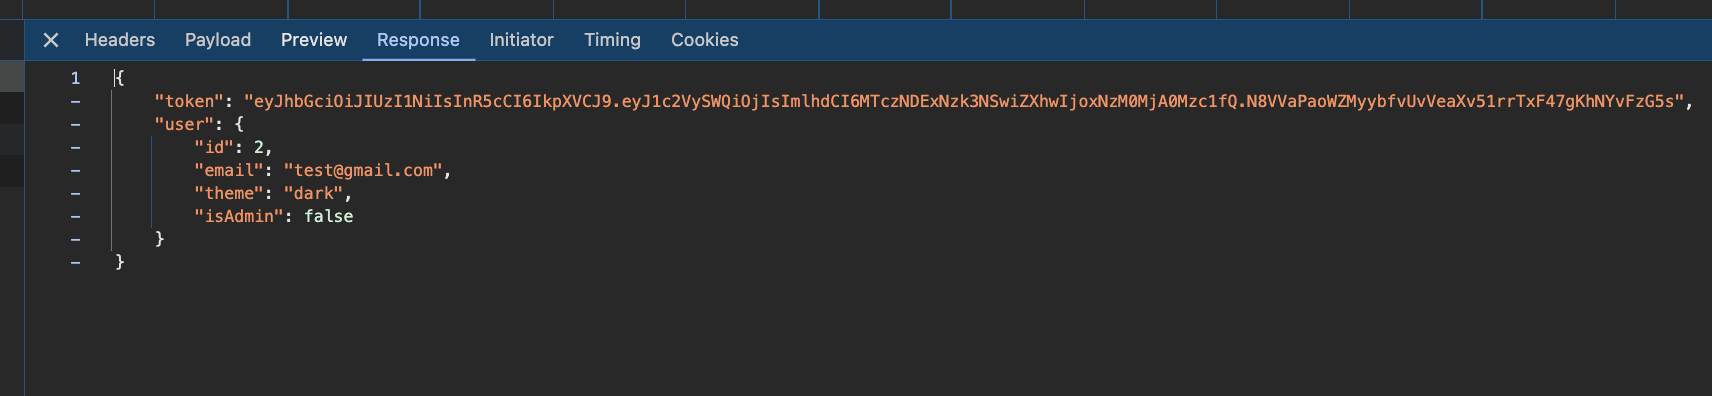 Headers Payload Preview Response Initiator Timing Cookies
1 {
- "token": "eyJhbGciOiJIUzI1NiIsInR5cCI6IkpXVCJ9.eyJ1c2VySWQiOjIsImlhdCI6MTczNDExNzk3NSwiZXhwIjoxNzM0MjA0Mzc1fQ.N8VVaPaoWZMyybfvUvVeaXv51rrTxF47gKhNYvFzG5s",
- "user": {
- "id": 2,
- "email": "test@gmail.com",
- "theme": "dark",
- "isAdmin": false
- }
- }